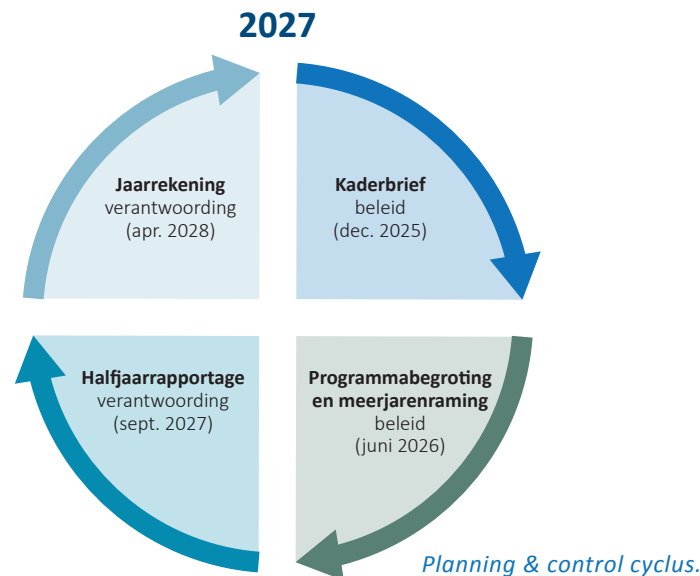 2027
Jaarrekening
verantwoording
(apr. 2028)
Kaderbrief
beleid
(dec. 2025)
Halfjaarrapportage
verantwoording
(sept. 2027)
Programmabegroting
en meerjarenraming
beleid
(juni 2026)
Planning & control cyclus.